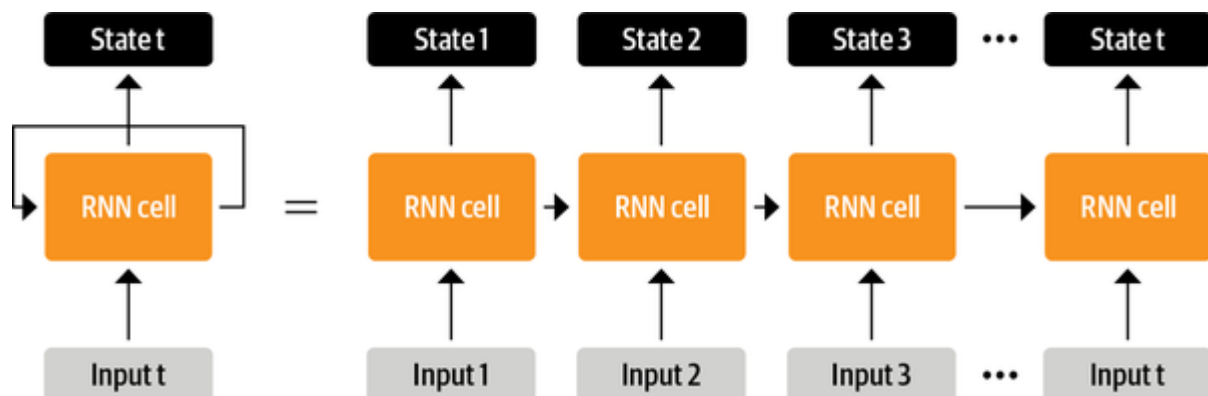 State t State 1 State 2 State 3 ••• State t
RNN cell = RNN cell RNN cell RNN cell RNN cell
Input t Input 1 Input 2 Input 3 ••• Input t